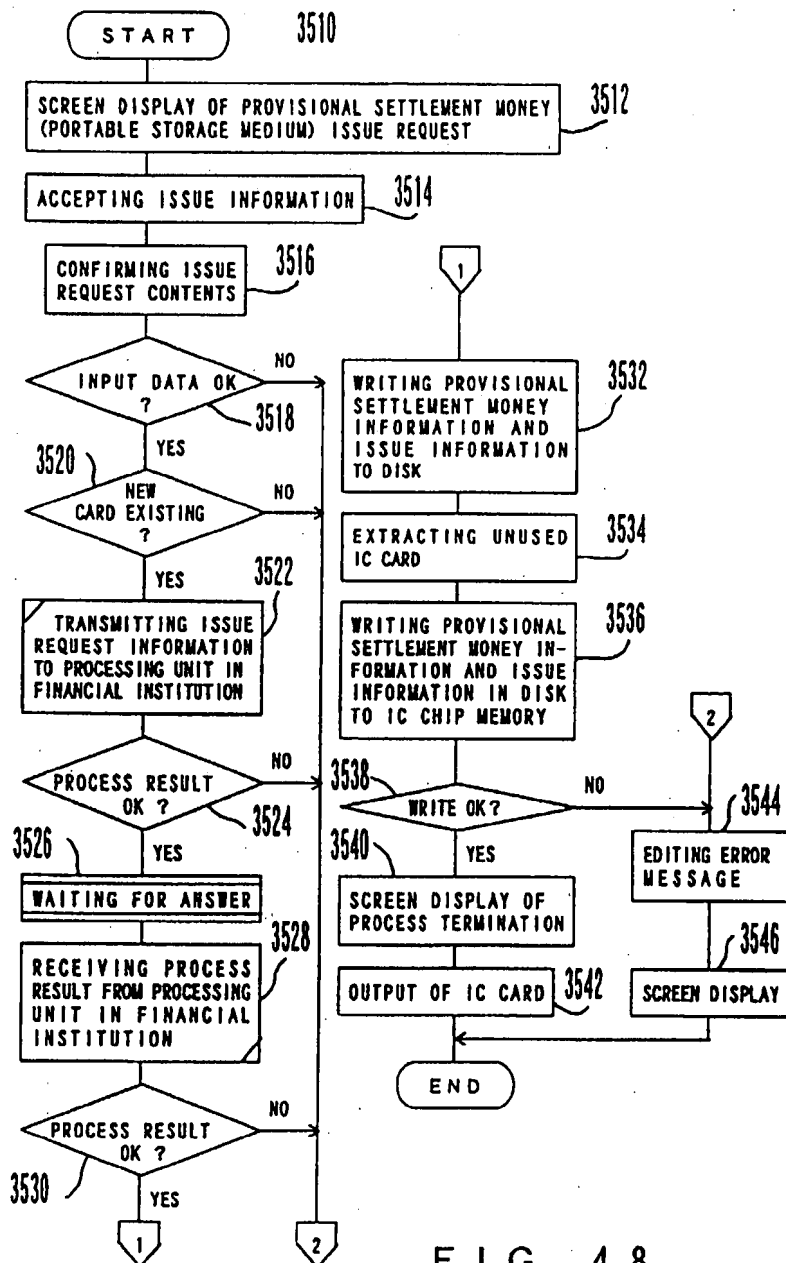 START
3510
SCREEN DISPLAY OF PROVISIONAL SETTLEMENT MONEY
(PORTABLE STORAGE MEDIUM) ISSUE REQUEST
3512
ACCEPTING ISSUE INFORMATION
3514
CONFIRMING ISSUE
REQUEST CONTENTS
3516
INPUT DATA OK
?
3518
NO
YES
3520
NEW
CARD EXISTING
?
NO
YES
3522
TRANSMITTING ISSUE
REQUEST INFORMATION
TO PROCESSING UNIT IN
FINANCIAL INSTITUTION
PROCESS RESULT
OK ?
3524
NO
YES
3526
WAITING FOR ANSWER
3528
RECEIVING PROCESS
RESULT FROM PROCESSING
UNIT IN FINANCIAL
INSTITUTION
PROCESS RESULT
OK ?
NO
3530
YES
1
2
1
WRITING PROVISIONAL
SETTLEMENT MONEY
INFORMATION AND
ISSUE INFORMATION
TO DISK
3532
EXTRACTING UNUSED
IC CARD
3534
WRITING PROVISIONAL
SETTLEMENT MONEY IN-
FORMATION AND ISSUE
INFORMATION IN DISK
TO IC CHIP MEMORY
3536
2
3538
WRITE OK?
NO
YES
3540
SCREEN DISPLAY OF
PROCESS TERMINATION
3544
EDITING ERROR
MESSAGE
3546
SCREEN DISPLAY
OUTPUT OF IC CARD
3542
END
FIG. 48